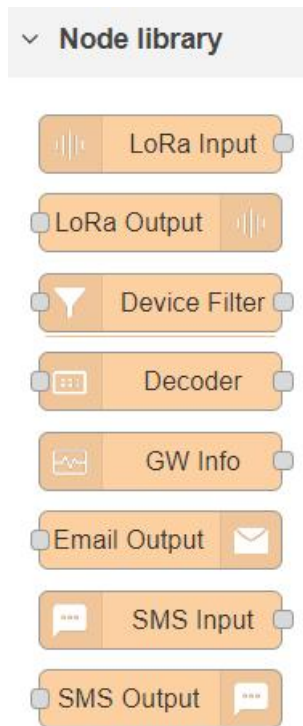 Node library
LoRa Input
LoRa Output
Device Filter
Decoder
GW Info
Email Output
SMS Input
SMS Output